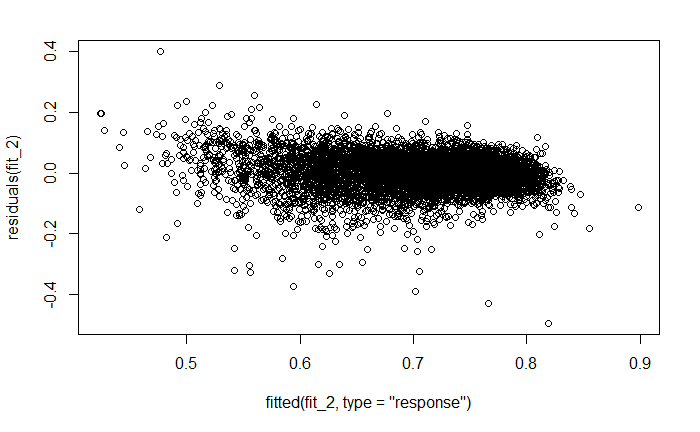 0.4
0.2
0.0
-0.2
-0.4
residuals(fit_2)
0.5 0.6 0.7 0.8 0.9
fitted(fit_2, type = "response")